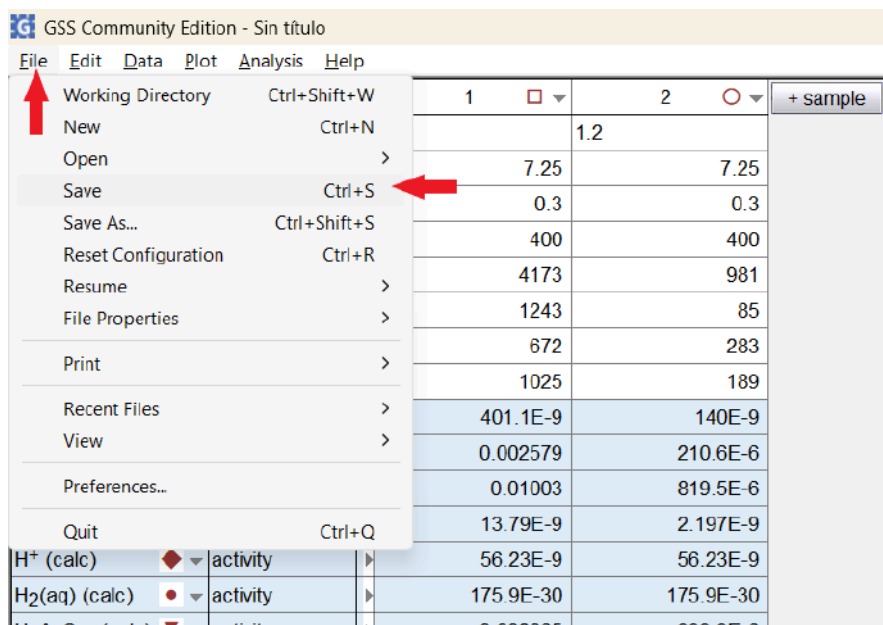 GSS Community Edition - Sin título
File Edit Data Plot Analysis Help
Working Directory Ctrl+Shift+W
New Ctrl+N
Open >
Save Ctrl+S
Save As... Ctrl+Shift+S
Reset Configuration Ctrl+R
Resume >
File Properties >
Print >
Recent Files >
View >
Preferences...
Quit Ctrl+Q
1 2 + sample
1.2
7.25 7.25
0.3 0.3
400 400
4173 981
1243 85
672 283
1025 189
401.1E-9 140E-9
0.002579 210.6E-6
0.01003 819.5E-6
13.79E-9 2.197E-9
H⁺ (calc) activity 56.23E-9 56.23E-9
H₂(aq) (calc) activity 175.9E-30 175.9E-30